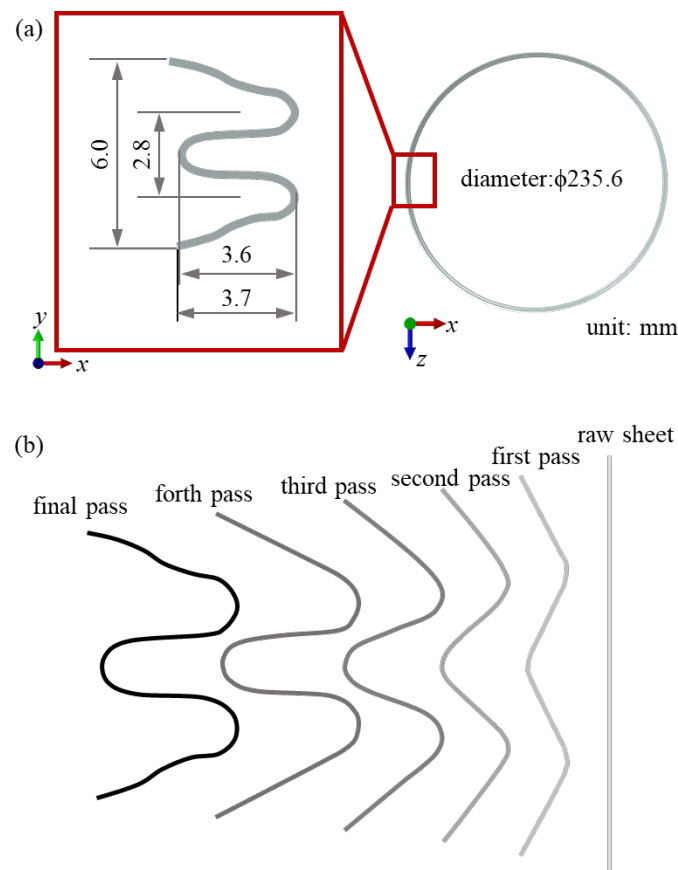 (a)
6.0
2.8
3.6
3.7
y
x
diameter:ϕ235.6
x
z
unit: mm
(b)
raw sheet
first pass
second pass
third pass
forth pass
final pass